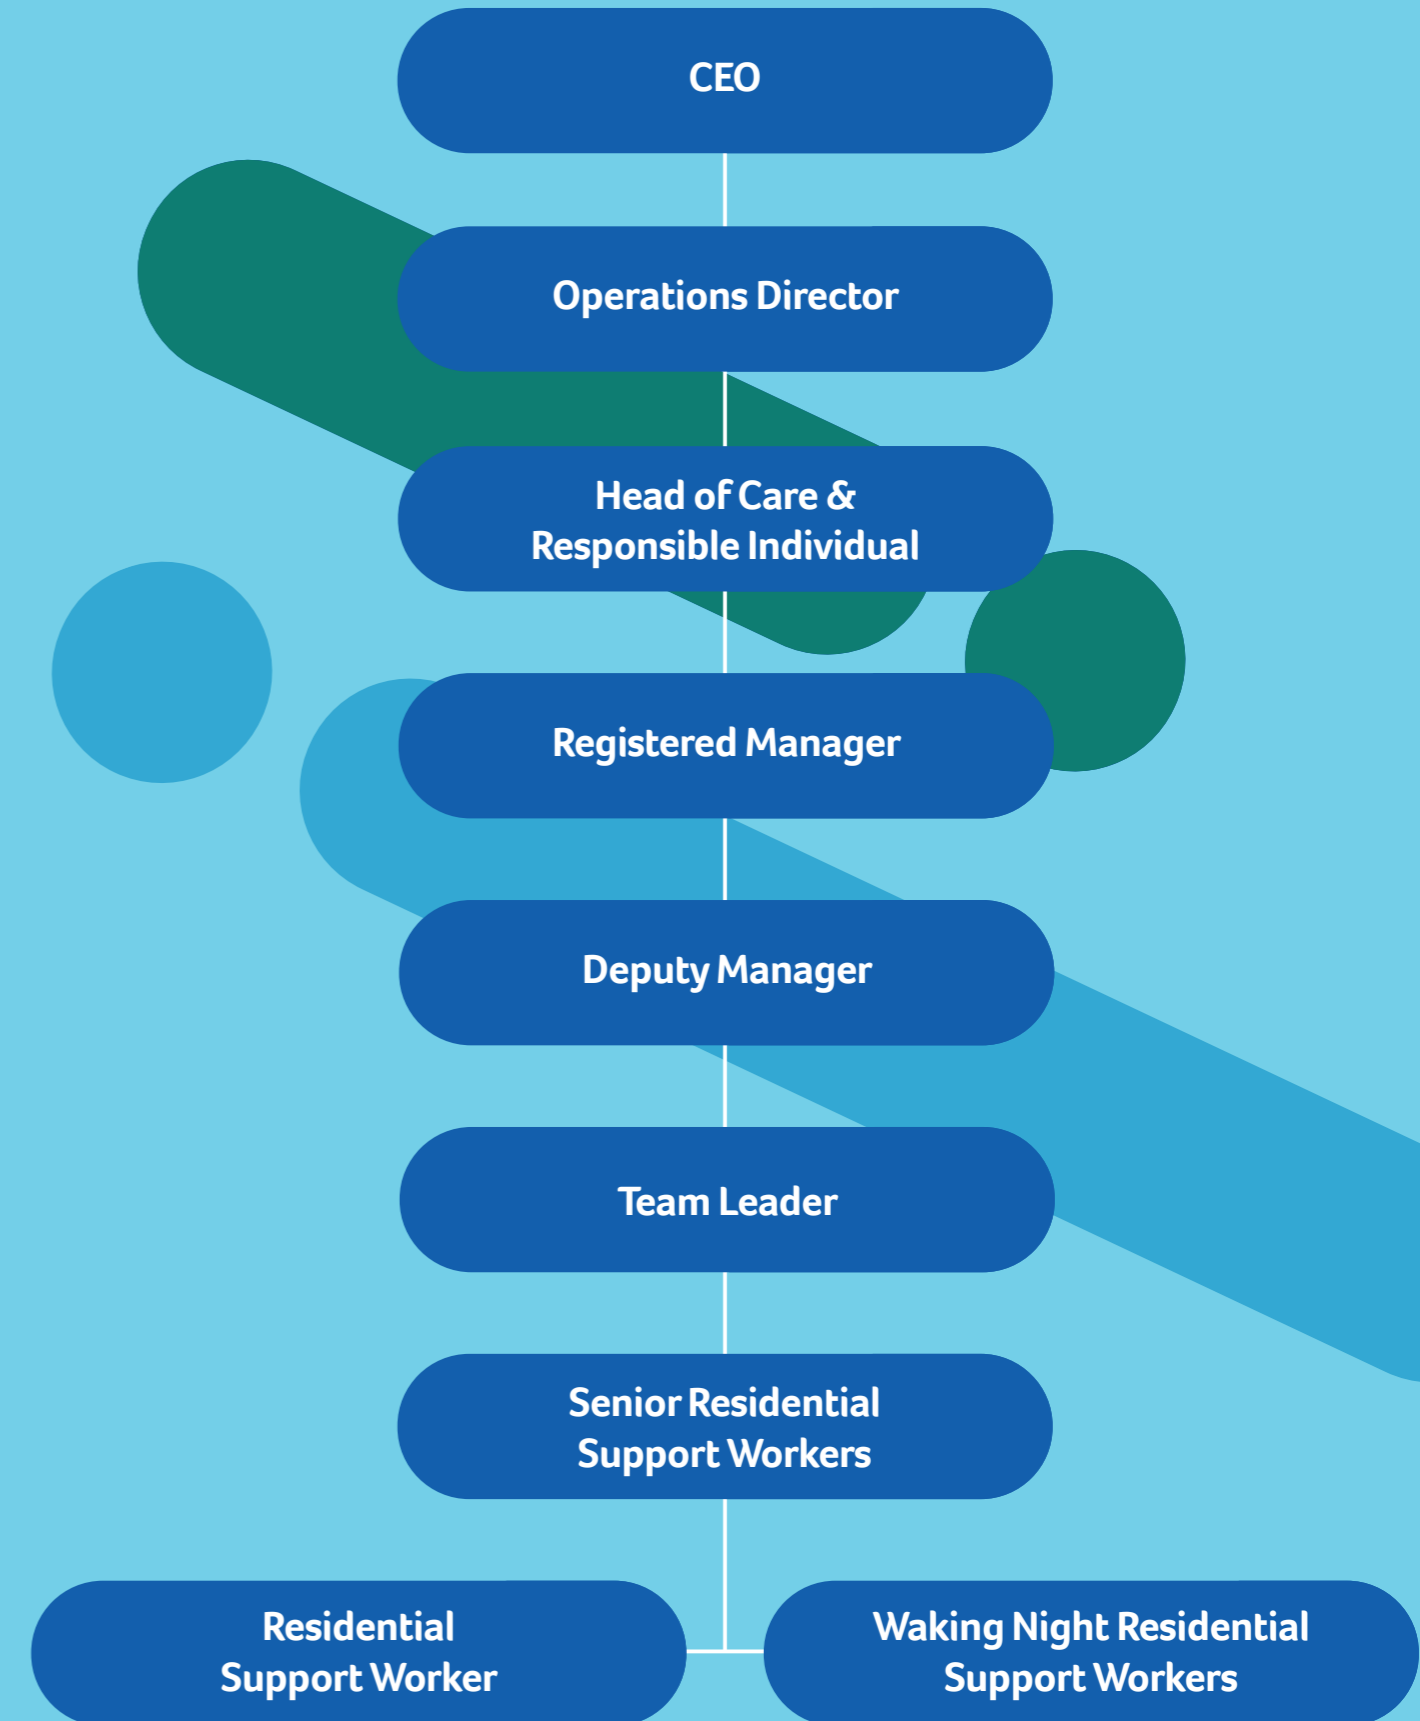 CEO
Operations Director
Head of Care &
Responsible Individual
Registered Manager
Deputy Manager
Team Leader
Senior Residential
Support Workers
Residential
Support Worker
Waking Night Residential
Support Workers